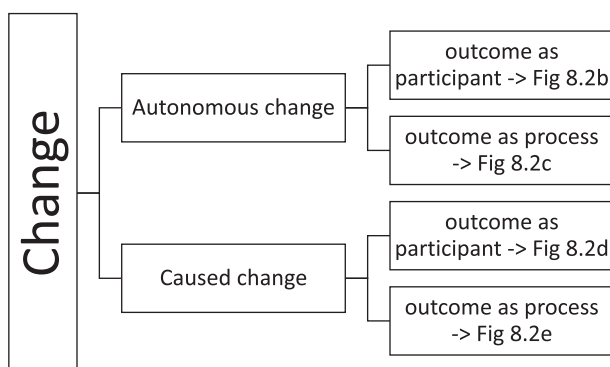 Change
Autonomous change
outcome as
participant -> Fig 8.2b
outcome as process
-> Fig 8.2c
Caused change
outcome as
participant -> Fig 8.2d
outcome as process
-> Fig 8.2e